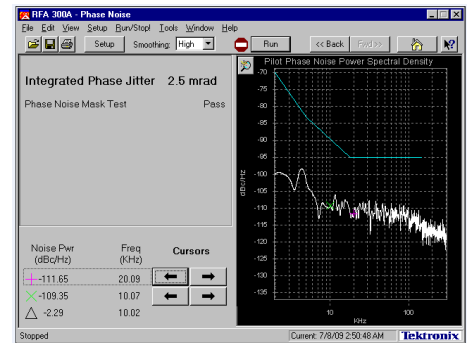 RFA 300A - Phase Noise
File Edit View Setup Run/Stop! Tools Window Help
Setup Smoothing: High Run << Back Fwd >>
Integrated Phase Jitter 2.5 mrad
Phase Noise Mask Test Pass
Noise Pwr (dBc/Hz) Freq (KHz) Cursors
-111.65 20.09
-109.35 10.07
△ -2.29 10.02
Pilot Phase Noise Power Spectral Density
-70
-75
-80
-85
-90
-95
-100
-105
-110
-115
-120
-125
-130
-135
dBc/Hz
10 100
KHz
Stopped Current: 7/8/09 2:50:48 AM Tektronix